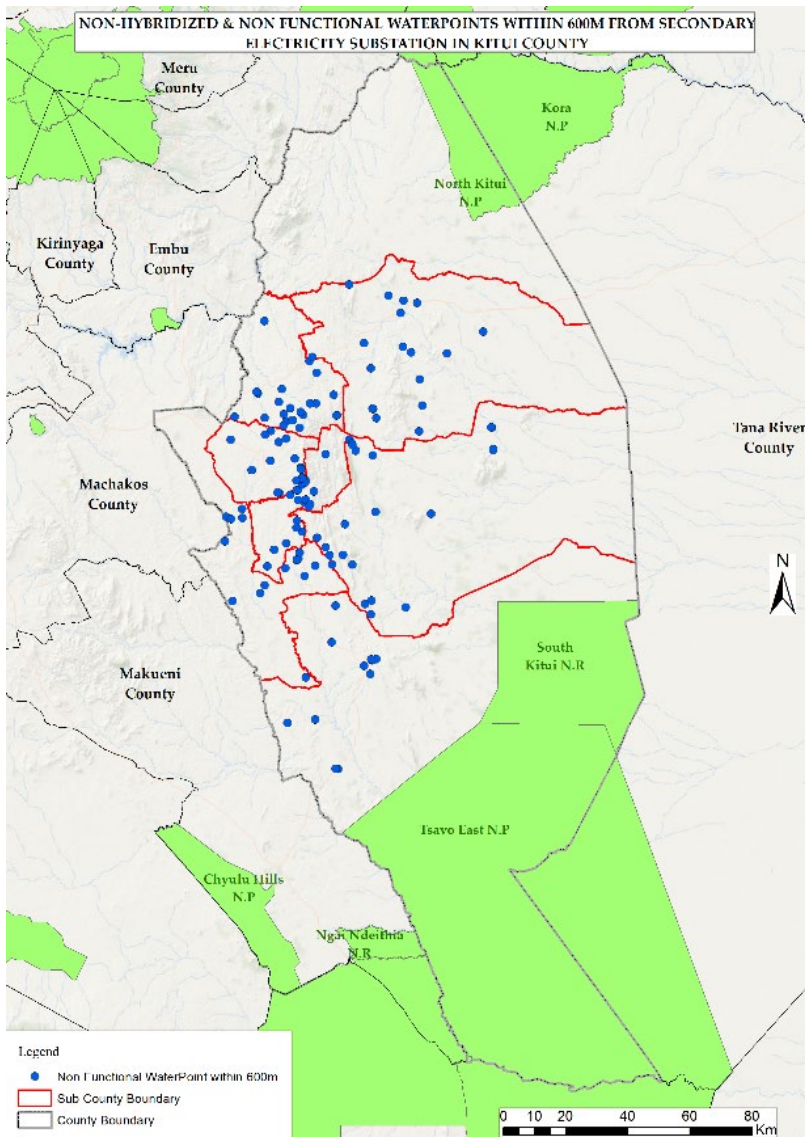 NON-HYBRIDIZED & NON FUNCTIONAL WATERPOINTS WITHIN 600M FROM SECONDARY
ELECTRICITY SUBSTATION IN KITUI COUNTY
Meru
County
Kora
N.P
North Kitui
N.P
Kirinyaga
County
Embu
County
Tana River
County
Machakos
County
N
South
Kitui N.R
Makueni
County
Tsavo East N.P
Chyulu Hills
N.P
Ngai Ndeithia
N.R
Legend
Non Functional WaterPoint within 600m
Sub County Boundary
County Boundary
0 10 20 40 60 80
Km